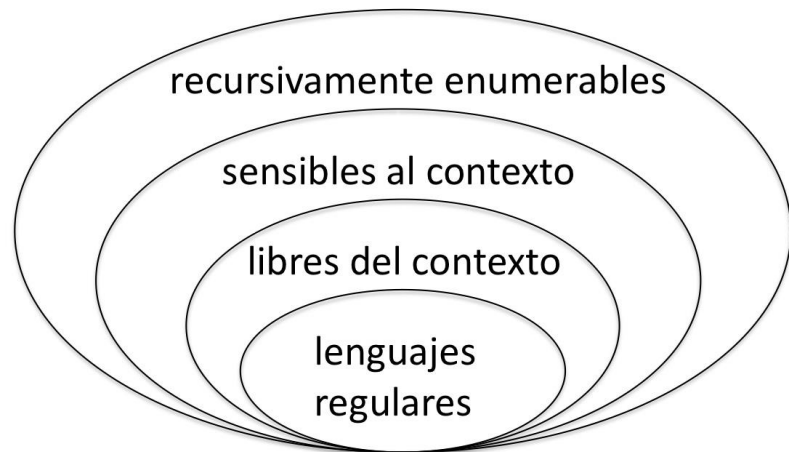 recursivamente enumerables
sensibles al contexto
libres del contexto
lenguajes
regulares